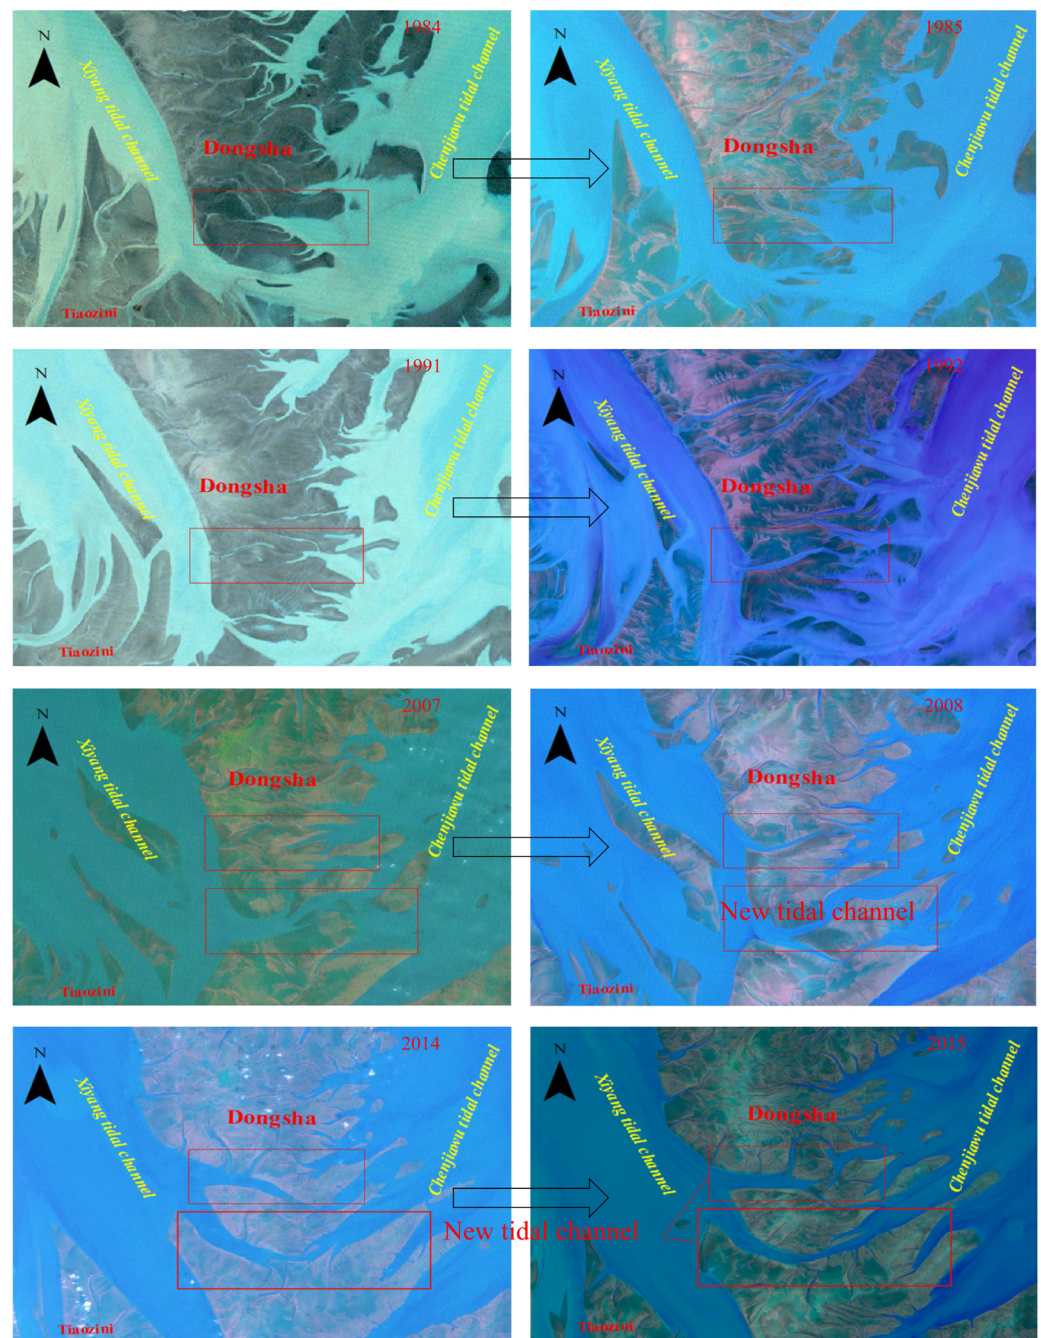 1984
N
Xiyang tidal channel
Dongsha
Chenjiawu tidal channel
Tiaozini
1985
N
Xiyang tidal channel
Dongsha
Chenjiawu tidal channel
Tiaozini
1991
N
Xiyang tidal channel
Dongsha
Chenjiawu tidal channel
Tiaozini
1992
N
Xiyang tidal channel
Dongsha
Chenjiawu tidal channel
Tiaozini
2007
N
Xiyang tidal channel
Dongsha
Chenjiawu tidal channel
Tiaozini
2008
N
Xiyang tidal channel
Dongsha
Chenjiawu tidal channel
New tidal channel
Tiaozini
2014
N
Xiyang tidal channel
Dongsha
Chenjiawu tidal channel
New tidal channel
Tiaozini
2015
N
Xiyang tidal channel
Dongsha
Chenjiawu tidal channel
Tiaozini